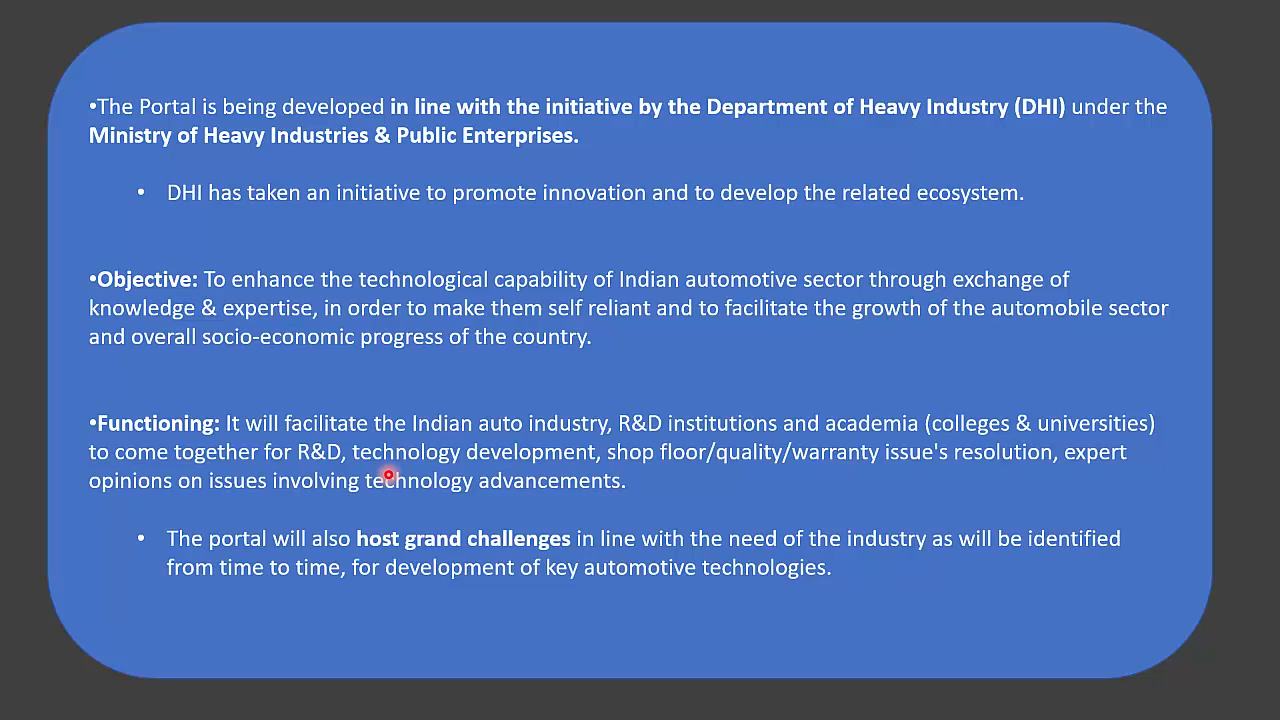 •The Portal is being developed in line with the initiative by the Department of Heavy Industry (DHI) under the
Ministry of Heavy Industries & Public Enterprises.
• DHI has taken an initiative to promote innovation and to develop the related ecosystem.
•Objective: To enhance the technological capability of Indian automotive sector through exchange of
knowledge & expertise, in order to make them self reliant and to facilitate the growth of the automobile sector
and overall socio-economic progress of the country.
•Functioning: It will facilitate the Indian auto industry, R&D institutions and academia (colleges & universities)
to come together for R&D, technology development, shop floor/quality/warranty issue's resolution, expert
opinions on issues involving technology advancements.
• The portal will also host grand challenges in line with the need of the industry as will be identified
from time to time, for development of key automotive technologies.